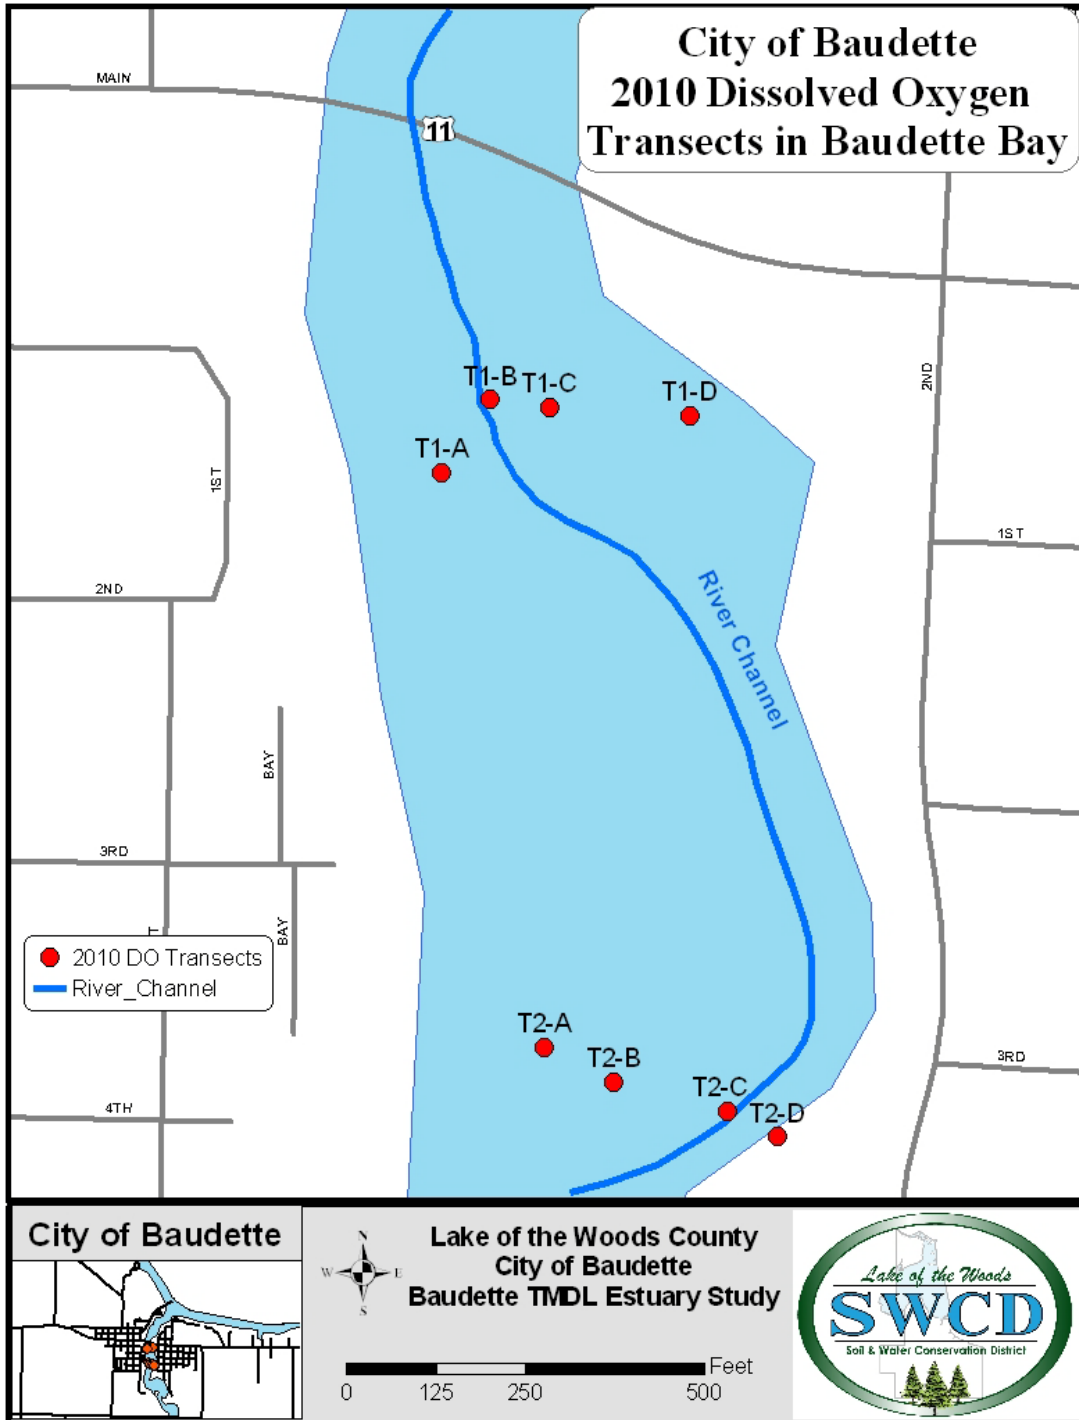 City of Baudette
2010 Dissolved Oxygen
Transects in Baudette Bay
MAIN
11
2ND
T1-B
T1-C
T1-D
T1-A
1ST
1ST
2ND
River Channel
BAY
3RD
BAY
T
2010 DO Transects
River_Channel
T2-A
T2-B
3RD
T2-C
4TH
T2-D
City of Baudette
N
W
E
S
Lake of the Woods County
City of Baudette
Baudette TMDL Estuary Study
Feet
0 125 250 500
Lake of the Woods
SWCD
Soil & Water Conservation District